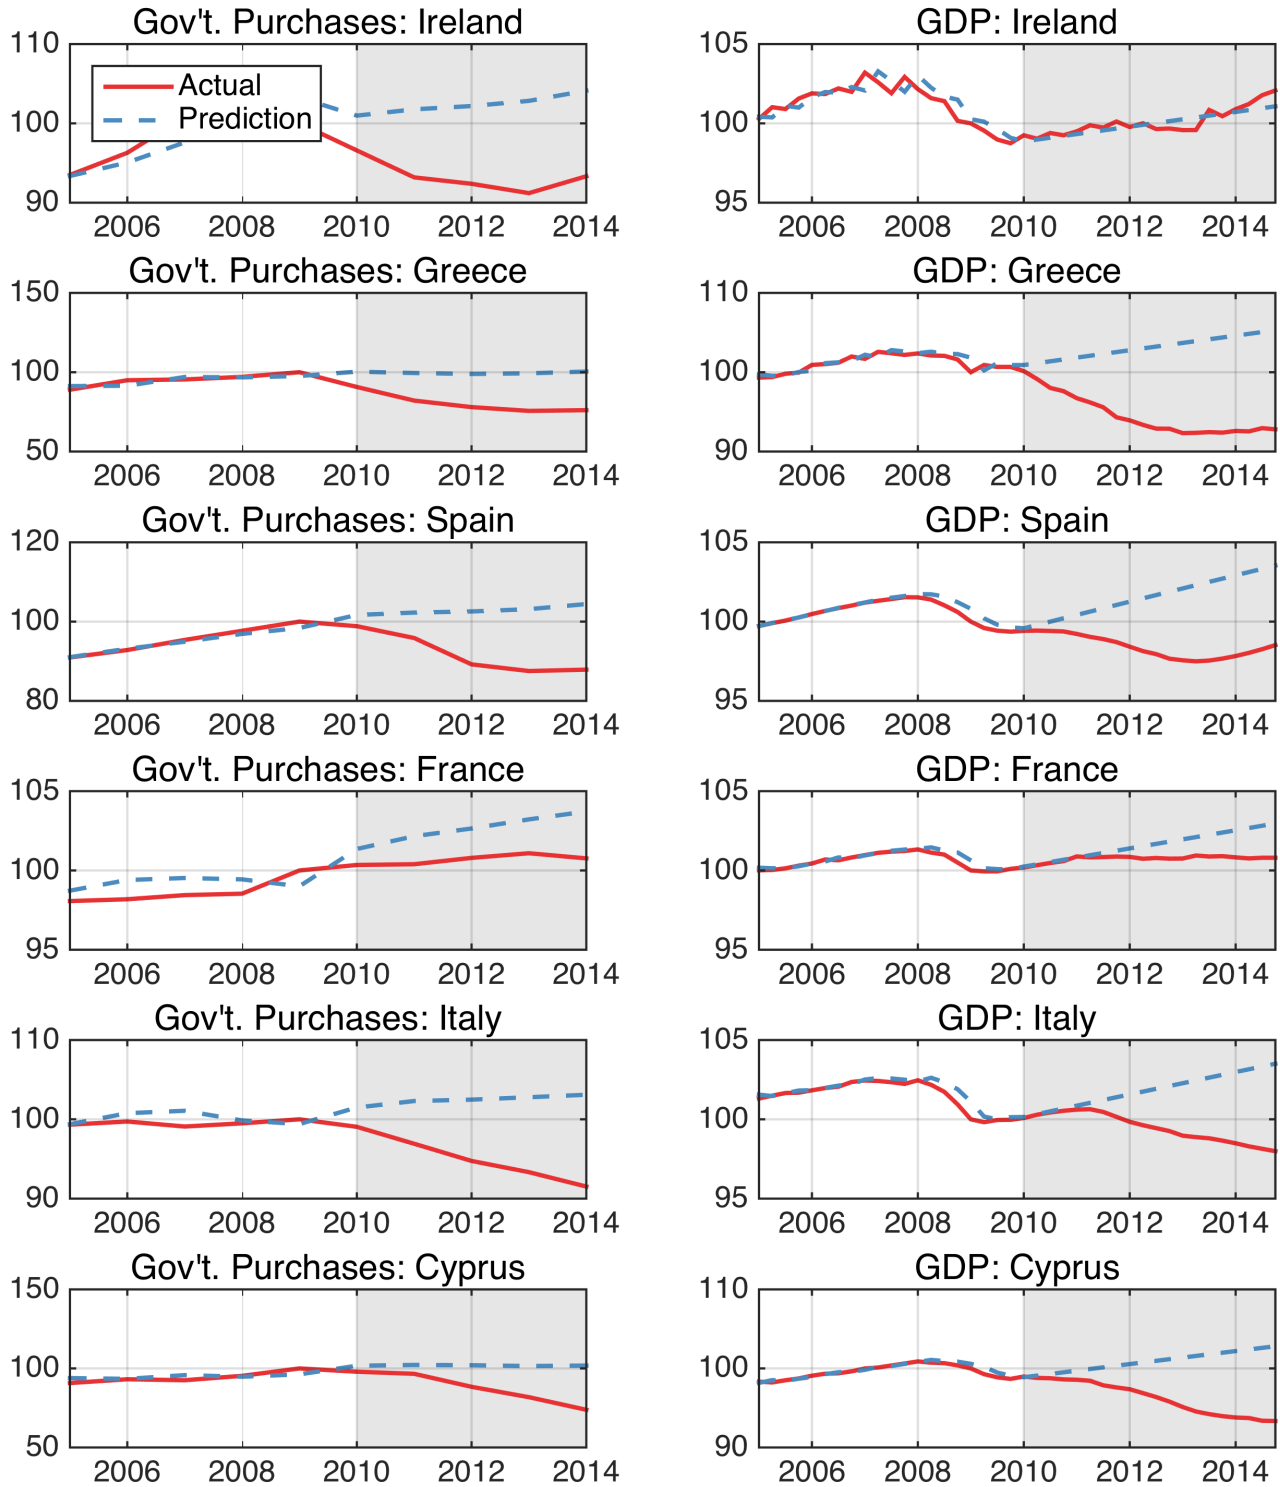 Gov't. Purchases: Ireland
110
100
90
Actual
Prediction
2006 2008 2010 2012 2014
GDP: Ireland
105
100
95
2006 2008 2010 2012 2014
Gov't. Purchases: Greece
150
100
50
2006 2008 2010 2012 2014
GDP: Greece
110
100
90
2006 2008 2010 2012 2014
Gov't. Purchases: Spain
120
100
80
2006 2008 2010 2012 2014
GDP: Spain
105
100
95
2006 2008 2010 2012 2014
Gov't. Purchases: France
105
100
95
2006 2008 2010 2012 2014
GDP: France
105
100
95
2006 2008 2010 2012 2014
Gov't. Purchases: Italy
110
100
90
2006 2008 2010 2012 2014
GDP: Italy
105
100
95
2006 2008 2010 2012 2014
Gov't. Purchases: Cyprus
150
100
50
2006 2008 2010 2012 2014
GDP: Cyprus
110
100
90
2006 2008 2010 2012 2014